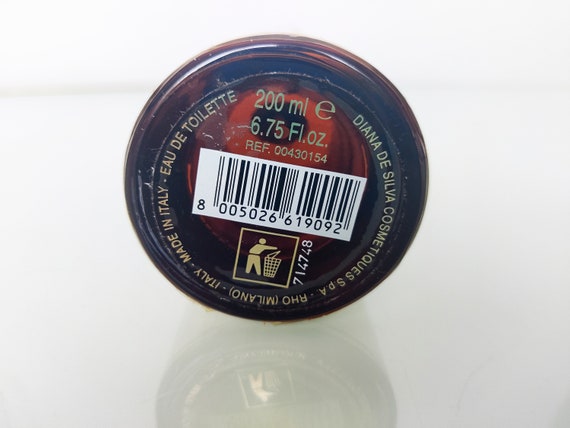 200 ml ℮
6.75 Fl.oz.
REF. 00430154
8 005026 619092
714748
DIANA DE SILVA COSMETIQUES S.p.A. - RHO (MILANO) - ITALY - MADE IN ITALY - EAU DE TOILETTE